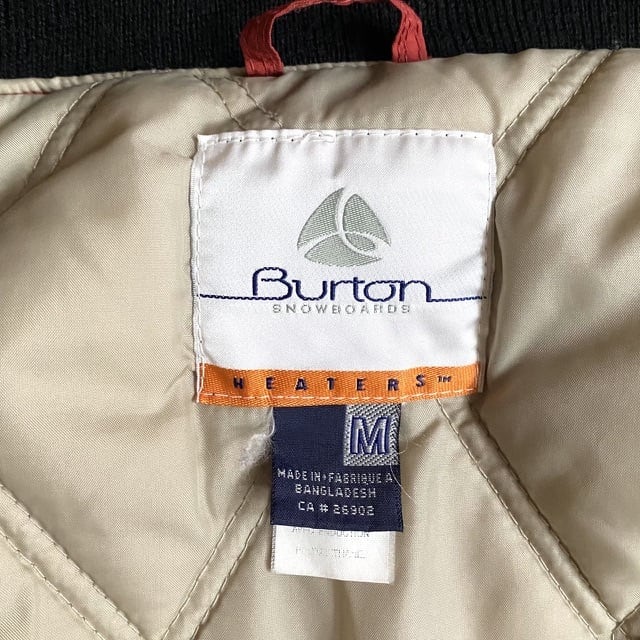 Burton
SNOWBOARDS
HEATERS™
M
MADE IN • FABRIQUE A
BANGLADESH
CA # 26902